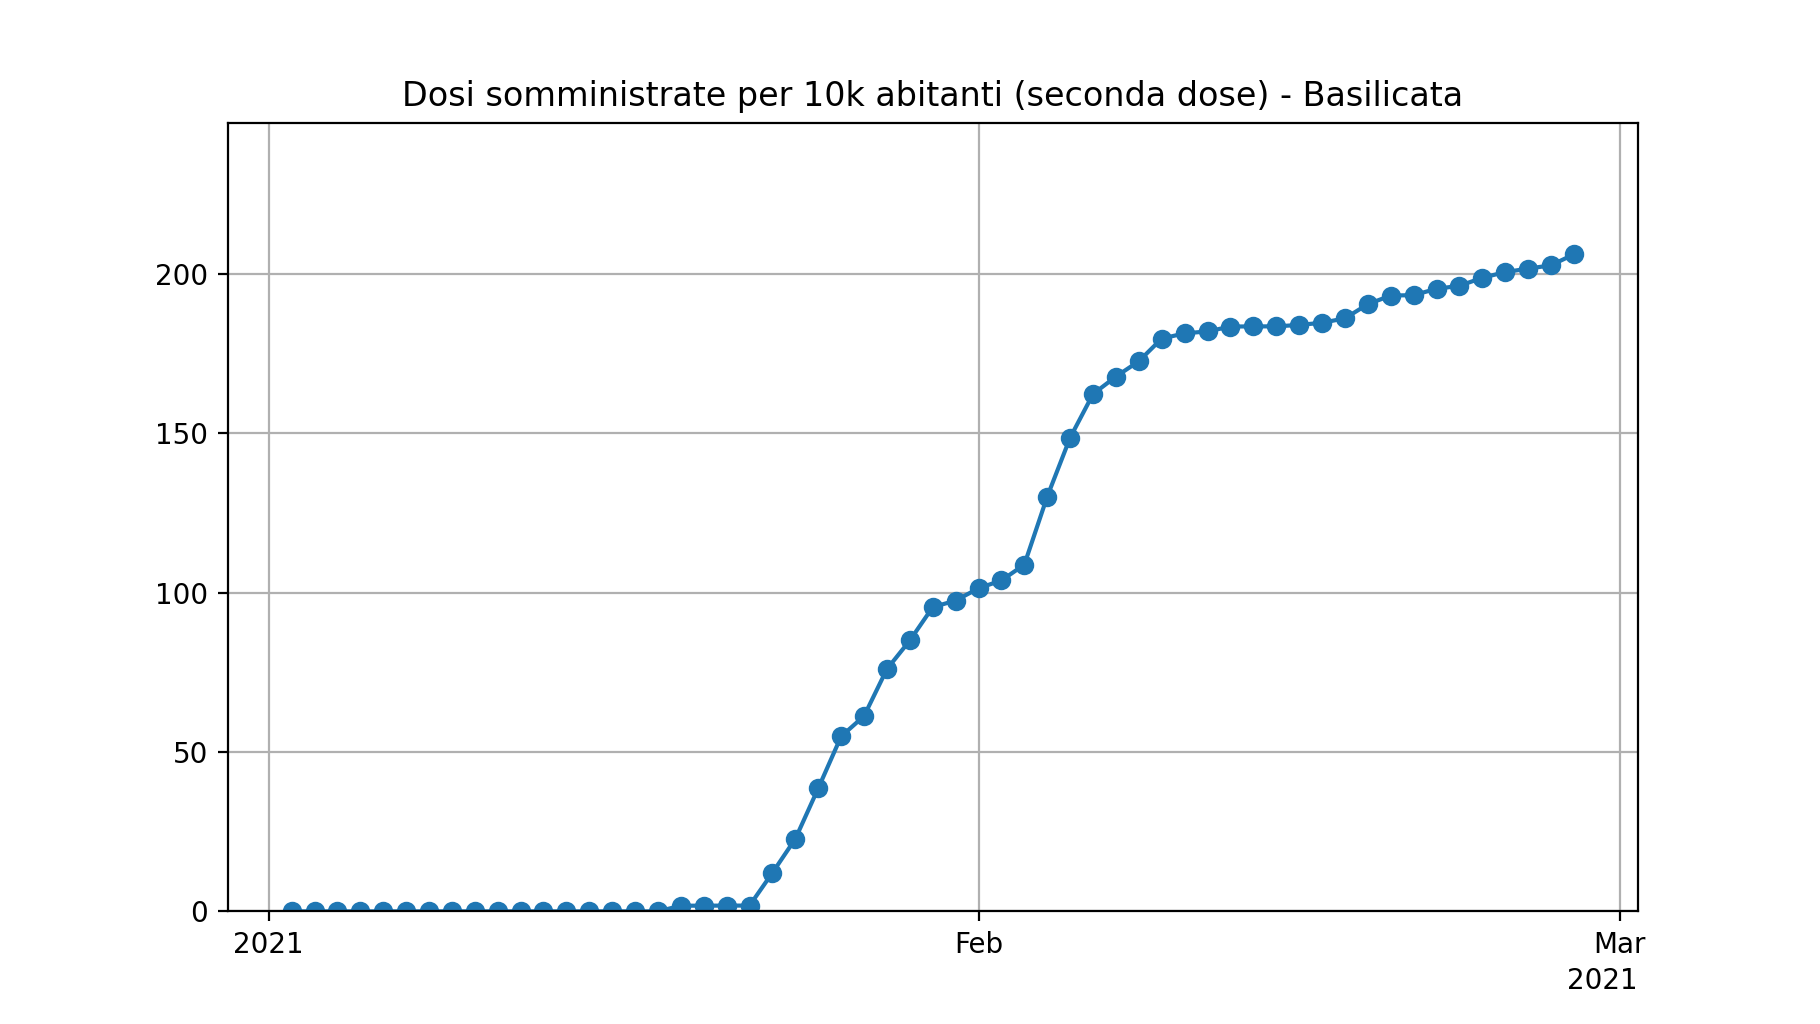 Dosi somministrate per 10k abitanti (seconda dose) - Basilicata
200
150
100
50
0
2021
Feb
Mar
2021